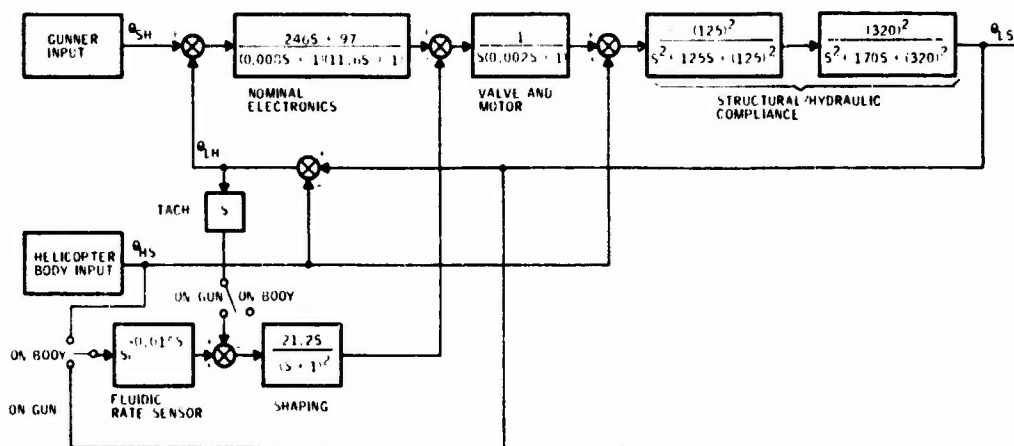 GUNNER
INPUT
θSH
246S + 97
(0.008S + 1)(11.6S + 1)
NOMINAL
ELECTRONICS
1
S(0.002S + 1)
VALVE AND
MOTOR
(125)²
S² + 125S + (125)²
(320)²
S² + 170S + (320)²
STRUCTURAL/HYDRAULIC
COMPLIANCE
θLS
θLH
TACH
S
HELICOPTER
BODY INPUT
θHS
ON GUN
ON BODY
ON BODY
ON GUN
FLUIDIC
RATE SENSOR
21.2S
(S + 1)²
SHAPING